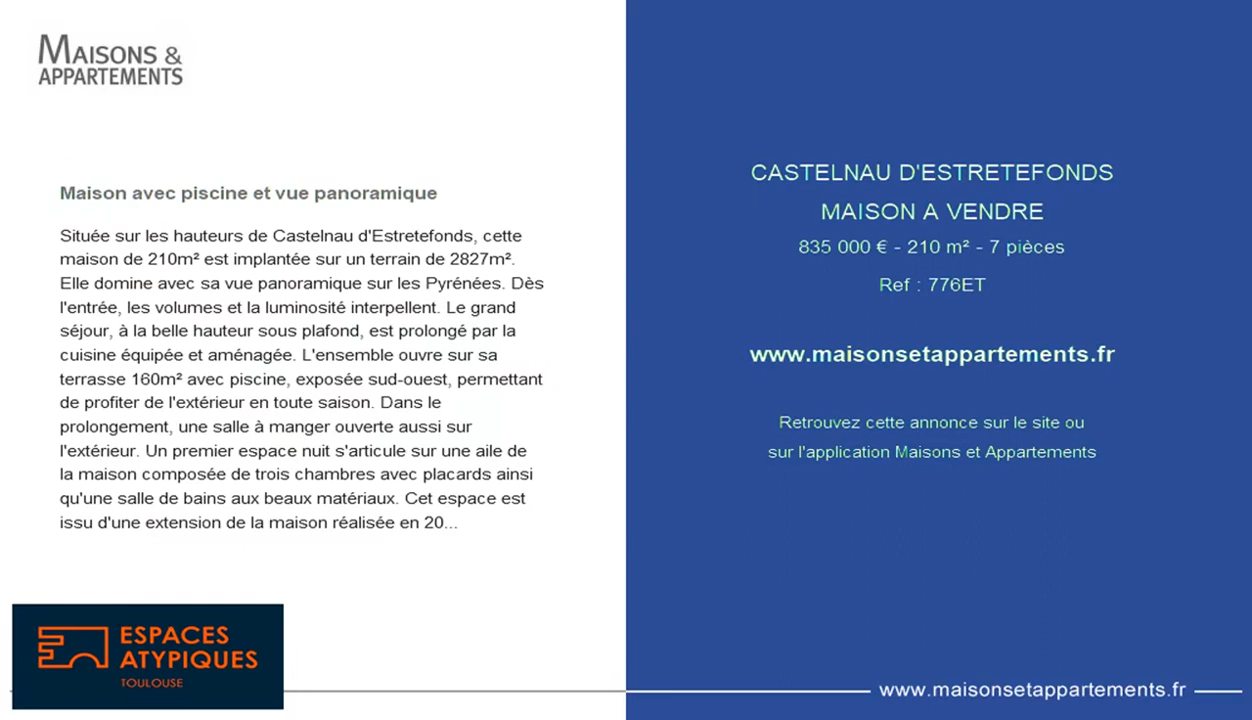 MAISONS &
APPARTEMENTS
Maison avec piscine et vue panoramique
Située sur les hauteurs de Castelnau d'Estretefonds, cette
maison de 210m² est implantée sur un terrain de 2827m².
Elle domine avec sa vue panoramique sur les Pyrénées. Dès
l'entrée, les volumes et la luminosité interpellent. Le grand
séjour, à la belle hauteur sous plafond, est prolongé par la
cuisine équipée et aménagée. L'ensemble ouvre sur sa
terrasse 160m² avec piscine, exposée sud-ouest, permettant
de profiter de l'extérieur en toute saison. Dans le
prolongement, une salle à manger ouverte aussi sur
l'extérieur. Un premier espace nuit s'articule sur une aile de
la maison composée de trois chambres avec placards ainsi
qu'une salle de bains aux beaux matériaux. Cet espace est
issu d'une extension de la maison réalisée en 20...
ESPACES
ATYPIQUES
TOULOUSE
CASTELNAU D'ESTRETEFONDS
MAISON A VENDRE
835 000 € - 210 m² - 7 pièces
Ref : 776ET
www.maisonsetappartements.fr
Retrouvez cette annonce sur le site ou
sur l'application Maisons et Appartements
www.maisonsetappartements.fr